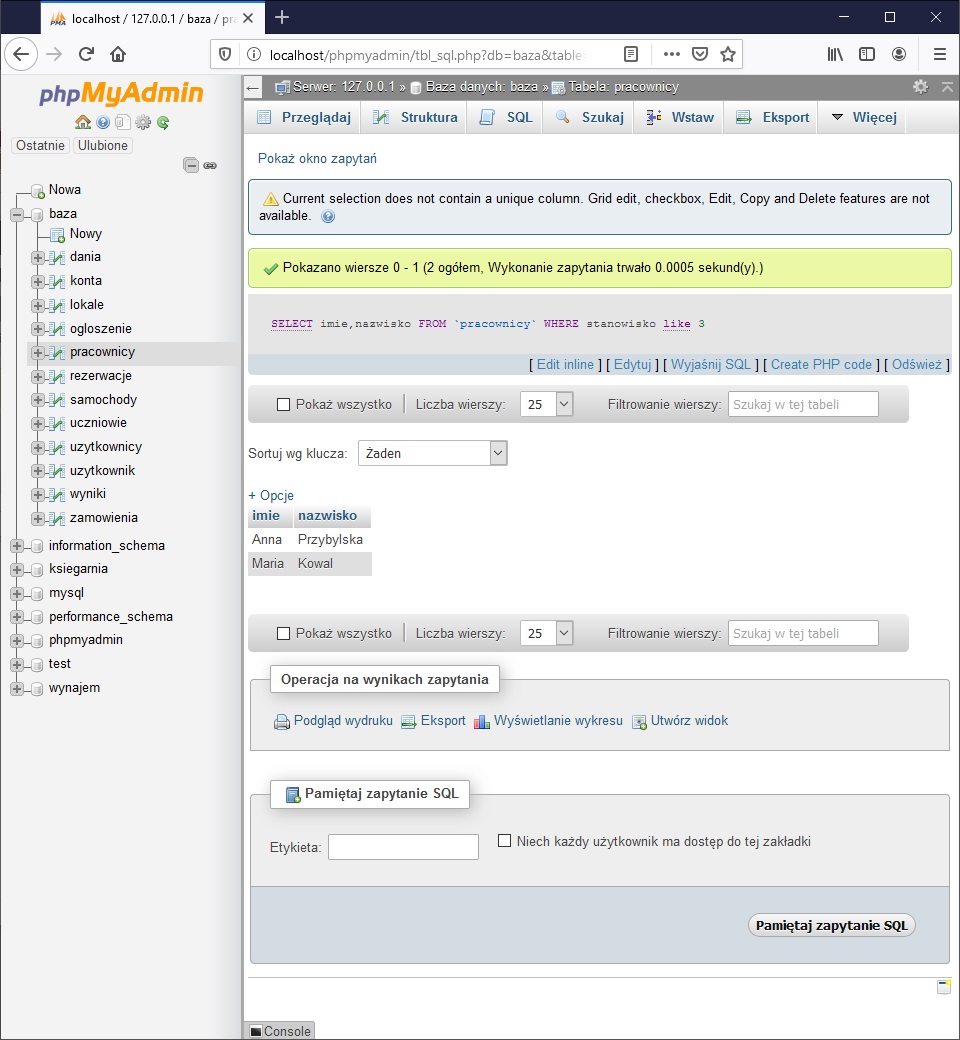 localhost / 127.0.0.1 / baza / pra
localhost/phpmyadmin/tbl_sql.php?db=baza&table=
phpMyAdmin
Ostatnie Ulubione
Nowa
baza
Nowy
dania
konta
lokale
ogloszenie
pracownicy
rezerwacje
samochody
uczniowie
uzytkownicy
uzytkownik
wyniki
zamowienia
information_schema
ksiegarnia
mysql
performance_schema
phpmyadmin
test
wynajem
Serwer: 127.0.0.1 » Baza danych: baza » Tabela: pracownicy
Przeglądaj Struktura SQL Szukaj Wstaw Eksport Więcej
Pokaż okno zapytań
Current selection does not contain a unique column. Grid edit, checkbox, Edit, Copy and Delete features are not
available.
Pokazano wiersze 0 - 1 (2 ogółem, Wykonanie zapytania trwało 0.0005 sekund(y).)
SELECT imie,nazwisko FROM `pracownicy` WHERE stanowisko like 3
[ Edit inline ] [ Edytuj ] [ Wyjaśnij SQL ] [ Create PHP code ] [ Odśwież ]
Pokaż wszystko Liczba wierszy: 25 Filtrowanie wierszy: Szukaj w tej tabeli
Sortuj wg klucza: Żaden
+ Opcje
imie nazwisko
Anna Przybylska
Maria Kowal
Pokaż wszystko Liczba wierszy: 25 Filtrowanie wierszy: Szukaj w tej tabeli
Operacja na wynikach zapytania
Podgląd wydruku Eksport Wyświetlanie wykresu Utwórz widok
Pamiętaj zapytanie SQL
Etykieta: Niech każdy użytkownik ma dostęp do tej zakładki
Pamiętaj zapytanie SQL
Console